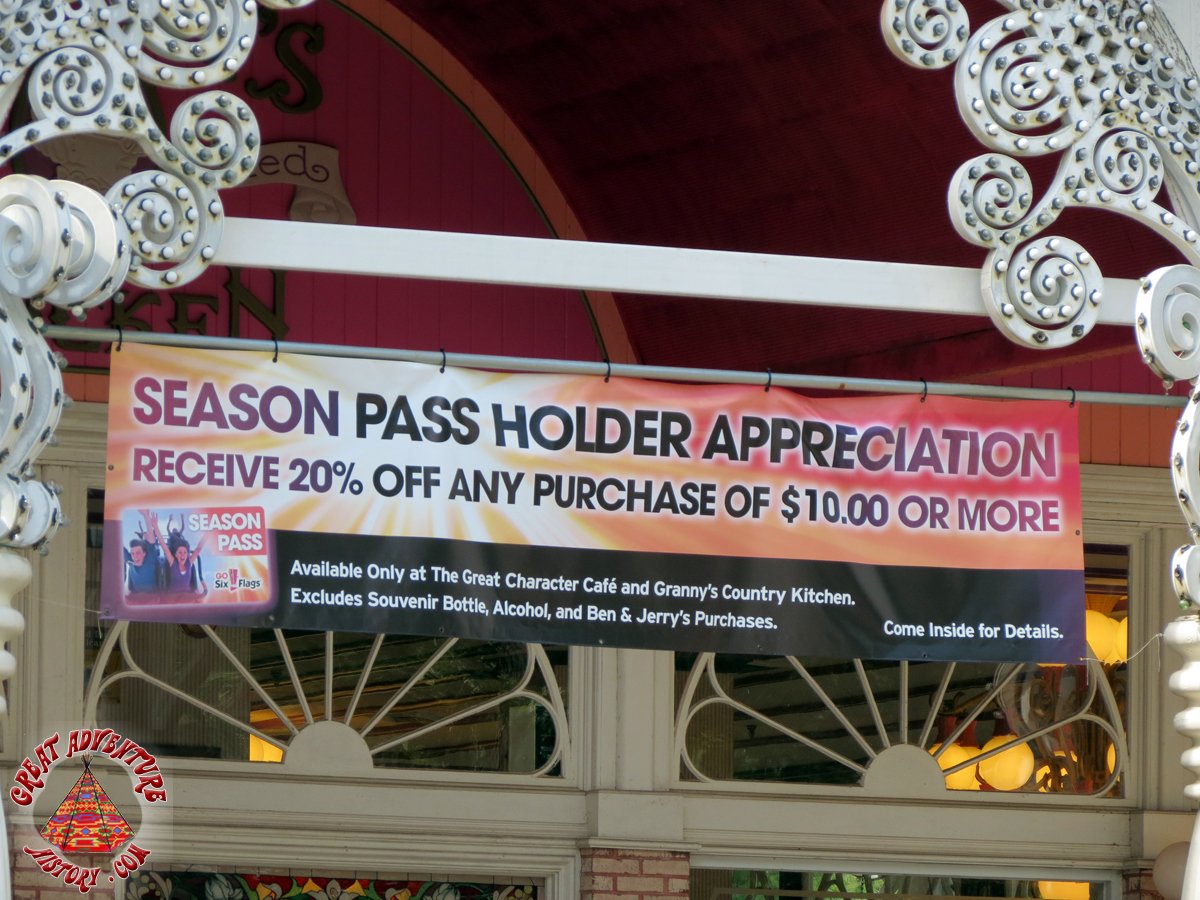 'S
ed
KEN
SEASON PASS HOLDER APPRECIATION
RECEIVE 20% OFF ANY PURCHASE OF $10.00 OR MORE
SEASON
PASS
GO
Six Flags
Available Only at The Great Character Café and Granny's Country Kitchen.
Excludes Souvenir Bottle, Alcohol, and Ben & Jerry's Purchases.
Come Inside for Details.
GREAT ADVENTURE
HISTORY.COM